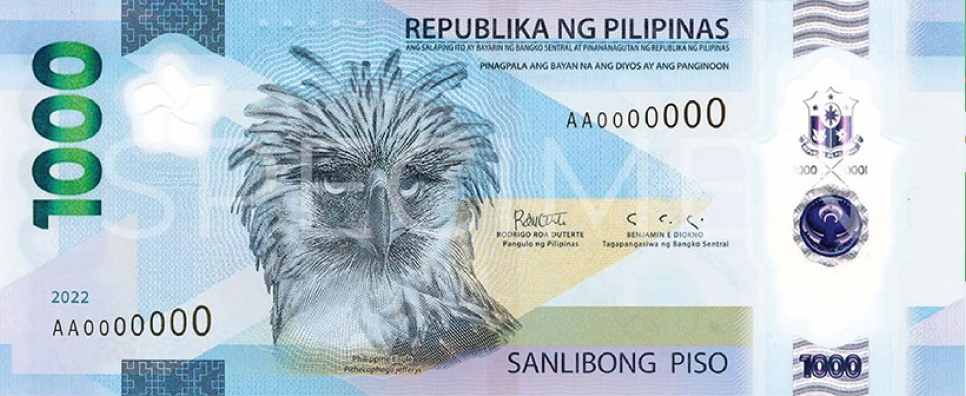 1000
REPUBLIKA NG PILIPINAS
ANG SALAPING ITO AY BAYARIN NG BANGKO SENTRAL AT PINANANAGUTAN NG REPUBLIKA NG PILIPINAS
PINAGPALA ANG BAYAN NA ANG DIYOS AY ANG PANGINOON
AA0000000
SPECIMEN
RODRIGO ROA DUTERTE
Pangulo ng Pilipinas
BENJAMIN E DIOKNO
Tagapangasiwa ng Bangko Sentral
2022
AA0000000
Philippine Eagle
Pithecophaga jefferyi
SANLIBONG PISO
1000